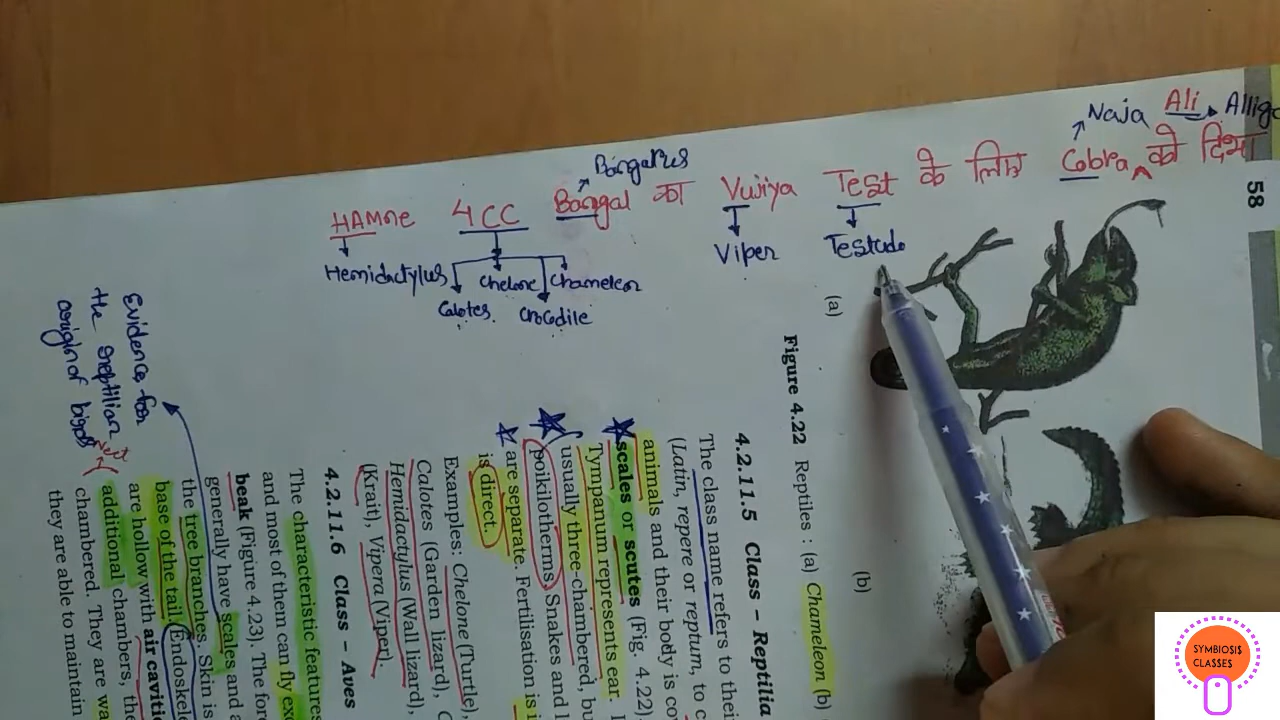 Naja Ali Alliga
HAMne 4CC Bangal का Vujiya Test के लिए Cobra को दिया
Bangarus
Hemidactylus Chelone Chameleon Viper Testudo
Calotes Crocodile
58
(a)
(b)
Figure 4.22 Reptiles : (a) Chameleon (b)
4.2.11.5 Class – Reptilia
The class name refers to their
(Latin, repere or reptum, to c
animals and their body is co
scales or scutes (Fig. 4.22).
Tympanum represents ear. I
usually three-chambered, bu
poikilotherms. Snakes and l
are separate. Fertilisation is i
is direct.
Examples: Chelone (Turtle),
Calotes (Garden lizard), C
Hemidactylus (Wall lizard),
(Krait), Vipera (Viper).
4.2.11.6 Class – Aves
The characteristic features
and most of them can fly exc
beak (Figure 4.23). The for
generally have scales and a
the tree branches. Skin is
base of the tail. Endoskele
are hollow with air caviti
additional chambers, the
chambered. They are wa
they are able to maintain
Evidence for
the reptilian
origin of birds
SYMBIOSIS
CLASSES